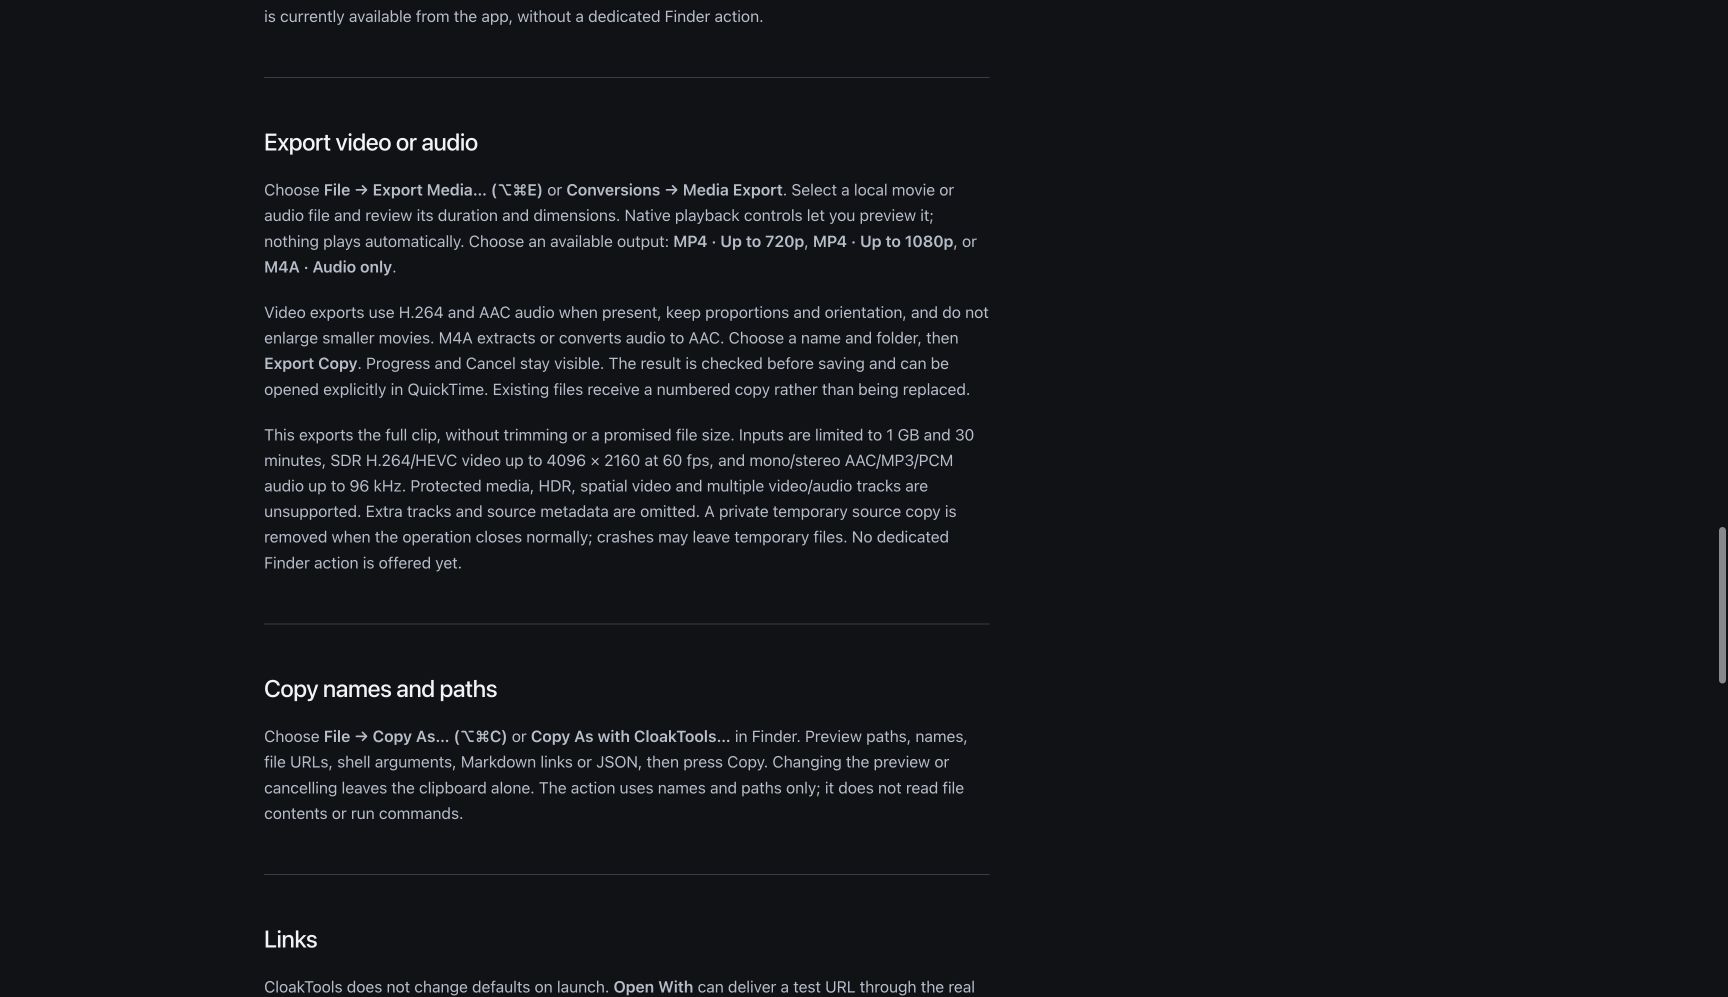 is currently available from the app, without a dedicated Finder action.
Export video or audio
Choose File → Export Media... (⌥⌘E) or Conversions → Media Export. Select a local movie or
audio file and review its duration and dimensions. Native playback controls let you preview it;
nothing plays automatically. Choose an available output: MP4 · Up to 720p, MP4 · Up to 1080p, or
M4A · Audio only.
Video exports use H.264 and AAC audio when present, keep proportions and orientation, and do not
enlarge smaller movies. M4A extracts or converts audio to AAC. Choose a name and folder, then
Export Copy. Progress and Cancel stay visible. The result is checked before saving and can be
opened explicitly in QuickTime. Existing files receive a numbered copy rather than being replaced.
This exports the full clip, without trimming or a promised file size. Inputs are limited to 1 GB and 30
minutes, SDR H.264/HEVC video up to 4096 × 2160 at 60 fps, and mono/stereo AAC/MP3/PCM
audio up to 96 kHz. Protected media, HDR, spatial video and multiple video/audio tracks are
unsupported. Extra tracks and source metadata are omitted. A private temporary source copy is
removed when the operation closes normally; crashes may leave temporary files. No dedicated
Finder action is offered yet.
Copy names and paths
Choose File → Copy As... (⌥⌘C) or Copy As with CloakTools... in Finder. Preview paths, names,
file URLs, shell arguments, Markdown links or JSON, then press Copy. Changing the preview or
cancelling leaves the clipboard alone. The action uses names and paths only; it does not read file
contents or run commands.
Links
CloakTools does not change defaults on launch. Open With can deliver a test URL through the real